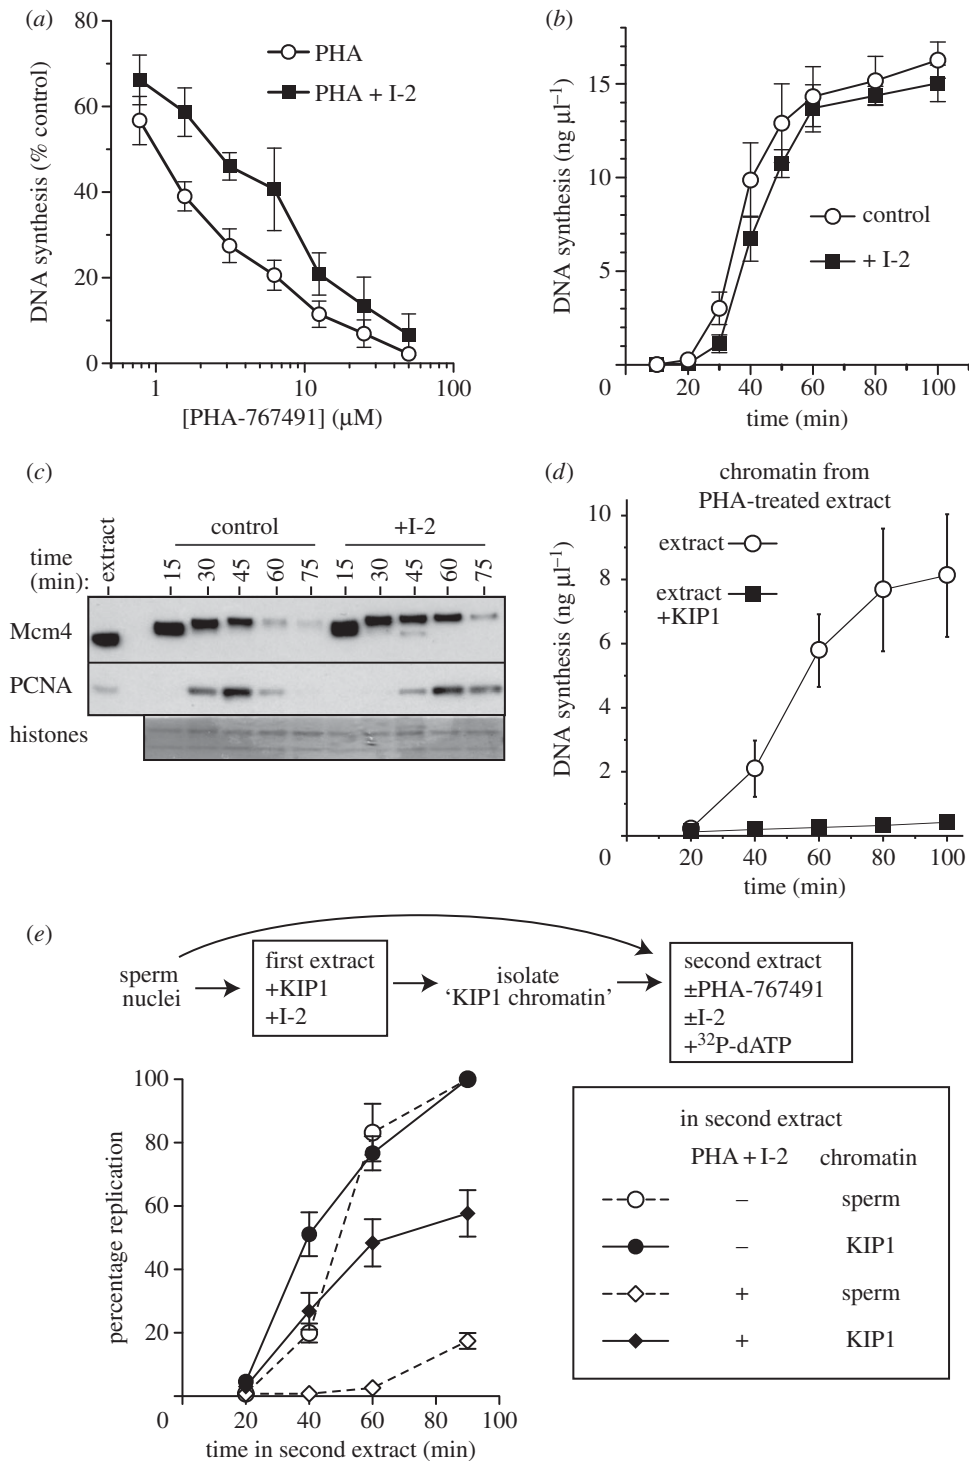 (a)
80
60
40
20
0
DNA synthesis (% control)
PHA
PHA + I-2
1
10
100
[PHA-767491] (μM)
(b)
15
10
5
0
DNA synthesis (ng μl⁻¹)
control
+ I-2
20
40
60
80
100
time (min)
(c)
control
+I-2
time
(min):
extract
15
30
45
60
75
15
30
45
60
75
Mcm4
PCNA
histones
(d)
chromatin from
PHA-treated extract
10
8
6
4
2
0
DNA synthesis (ng μl⁻¹)
extract
extract
+KIP1
20
40
60
80
100
time (min)
(e)
sperm
nuclei
first extract
+KIP1
+I-2
isolate
‘KIP1 chromatin’
second extract
±PHA-767491
±I-2
+³²P-dATP
100
80
60
40
20
0
percentage replication
20
40
60
80
100
time in second extract (min)
in second extract
PHA + I-2 chromatin
– sperm
– KIP1
+ sperm
+ KIP1